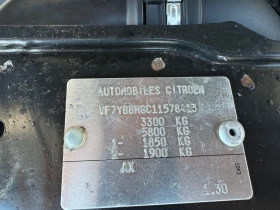 AUTOMOBILES CITROEN
VF7YBBMGC11578413
3300 KG
5800 KG
1- 1850 KG
2- 1900 KG
AX
1.30